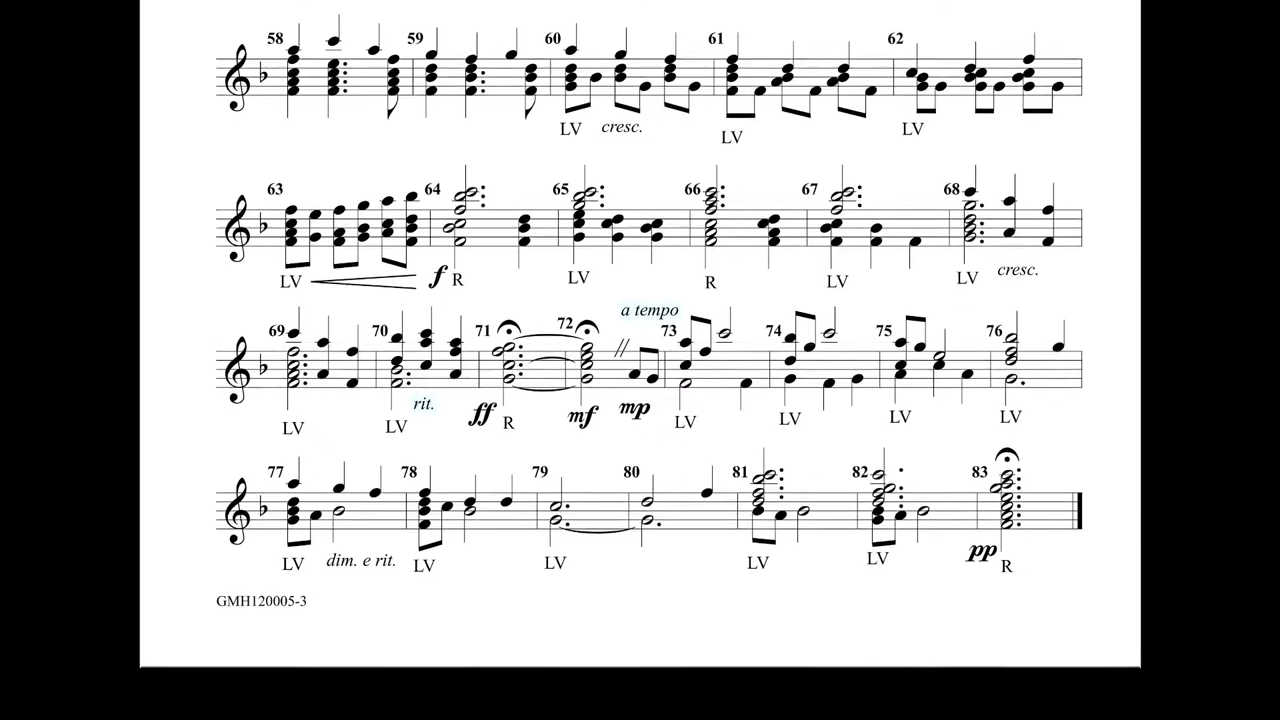 58 59 60 61 62
LV cresc. LV LV
63 64 65 66 67 68
LV f R LV R LV LV cresc.
a tempo
69 70 71 72 // 73 74 75 76
LV LV rit. ff R mf mp LV LV LV LV
77 78 79 80 81 82 83
LV dim. e rit. LV LV LV LV pp R
GMH120005-3